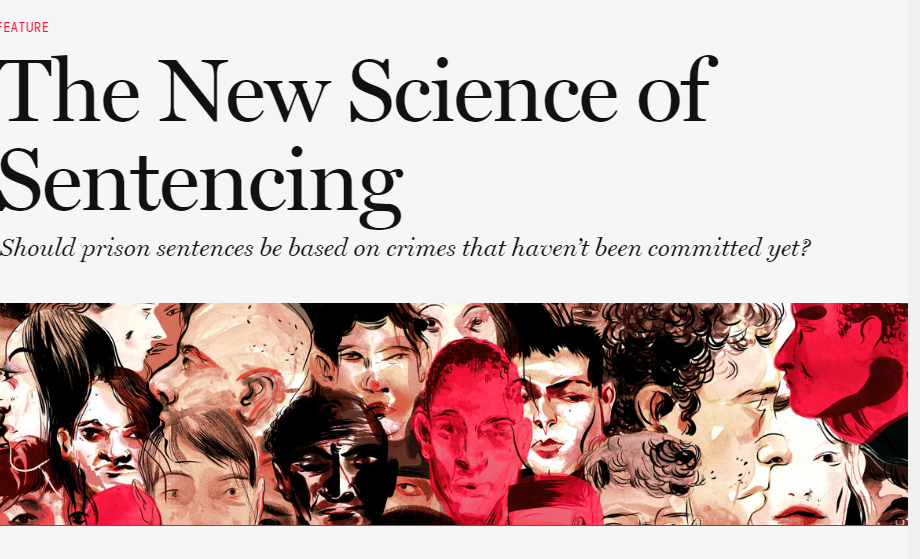 FEATURE
The New Science of
Sentencing
Should prison sentences be based on crimes that haven’t been committed yet?